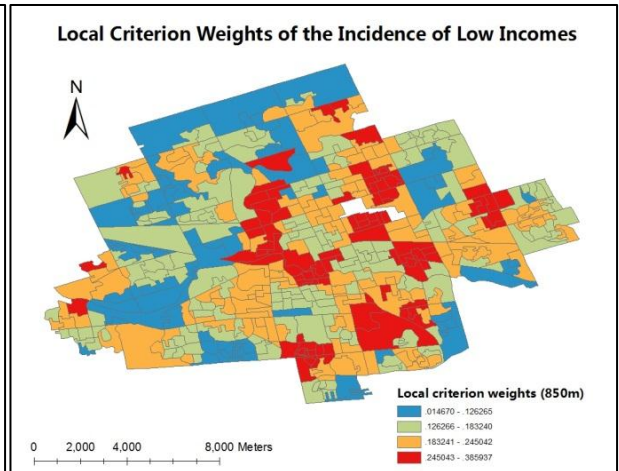 Local Criterion Weights of the Incidence of Low Incomes
N
Local criterion weights (850m)
.014670 - .126265
.126266 - .183240
.183241 - .245042
.245043 - .385937
0 2,000 4,000 8,000 Meters